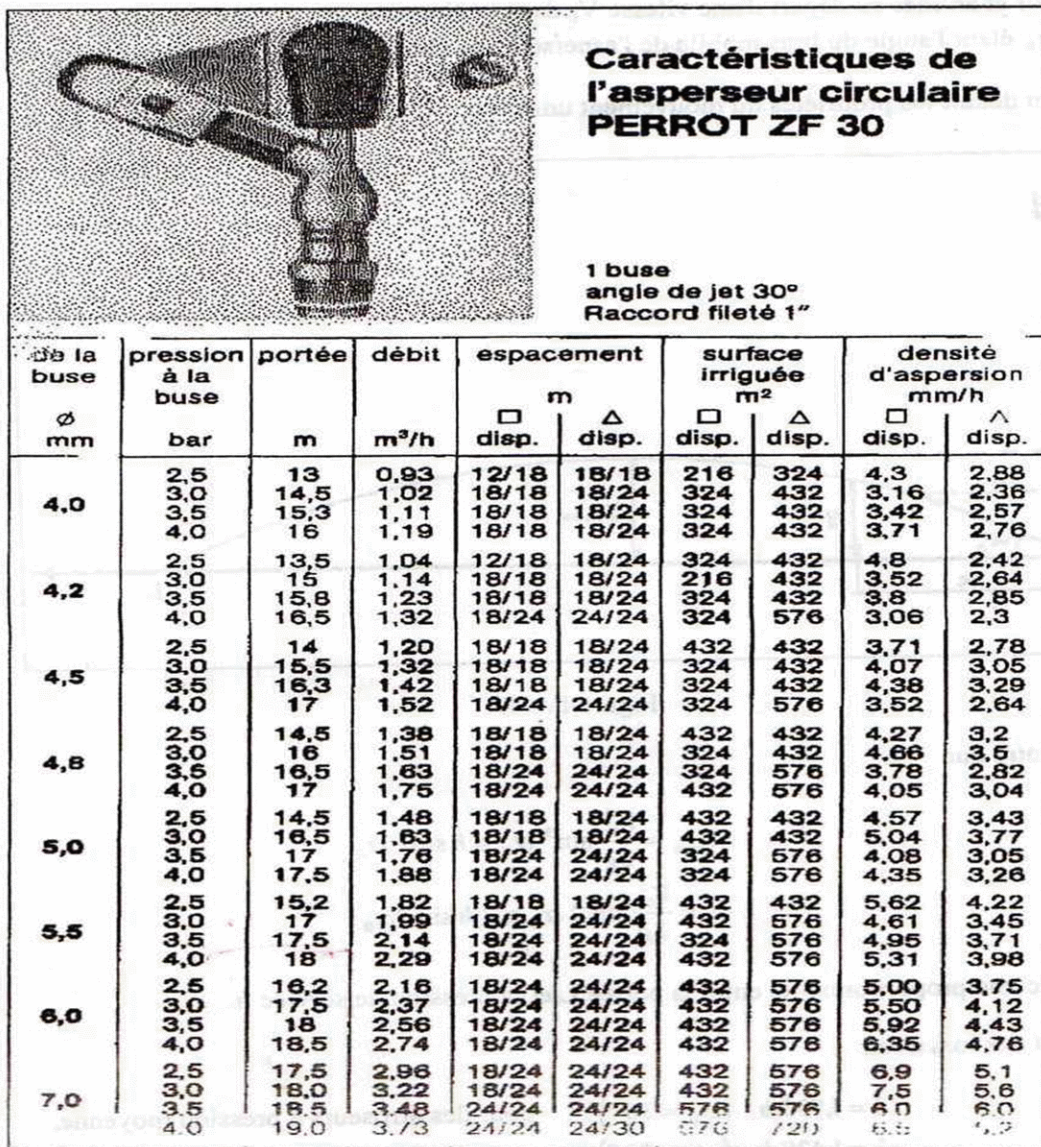 Caractéristiques de
l'asperseur circulaire
PERROT ZF 30
1 buse
angle de jet 30°
Raccord fileté 1″
de la buse ø mm | pression à la buse bar | portée m | débit m³/h | espacement m □ disp. | △ disp. | surface irriguée m² □ disp. | △ disp. | densité d'aspersion mm/h □ disp. | △ disp.
4,0
2,5 13 0,93 12/18 18/18 216 324 4,3 2,88
3,0 14,5 1,02 18/18 18/24 324 432 3,16 2,36
3,5 15,3 1,11 18/18 18/24 324 432 3,42 2,57
4,0 16 1,19 18/18 18/24 324 432 3,71 2,76
4,2
2,5 13,5 1,04 12/18 18/24 324 432 4,8 2,42
3,0 15 1,14 18/18 18/24 216 432 3,52 2,64
3,5 15,8 1,23 18/18 18/24 324 432 3,8 2,85
4,0 16,5 1,32 18/24 24/24 324 576 3,06 2,3
4,5
2,5 14 1,20 18/18 18/24 432 432 3,71 2,78
3,0 15,5 1,32 18/18 18/24 324 432 4,07 3,05
3,5 16,3 1,42 18/18 18/24 324 432 4,38 3,29
4,0 17 1,52 18/24 24/24 324 576 3,52 2,64
4,8
2,5 14,5 1,38 18/18 18/24 432 432 4,27 3,2
3,0 16 1,51 18/18 18/24 324 432 4,66 3,5
3,5 16,5 1,63 18/24 24/24 324 576 3,78 2,82
4,0 17 1,75 18/24 24/24 432 576 4,05 3,04
5,0
2,5 14,5 1,48 18/18 18/24 432 432 4,57 3,43
3,0 16,5 1,63 18/18 18/24 432 432 5,04 3,77
3,5 17 1,76 18/24 24/24 324 576 4,08 3,05
4,0 17,5 1,88 18/24 24/24 324 576 4,35 3,26
5,5
2,5 15,2 1,82 18/18 18/24 432 432 5,62 4,22
3,0 17 1,99 18/24 24/24 432 576 4,61 3,45
3,5 17,5 2,14 18/24 24/24 324 576 4,95 3,71
4,0 18 2,29 18/24 24/24 432 576 5,31 3,98
6,0
2,5 16,2 2,16 18/24 24/24 432 576 5,00 3,75
3,0 17,5 2,37 18/24 24/24 432 576 5,50 4,12
3,5 18 2,56 18/24 24/24 432 576 5,92 4,43
4,0 18,5 2,74 18/24 24/24 432 576 6,35 4,76
7,0
2,5 17,5 2,96 18/24 24/24 432 576 6,9 5,1
3,0 18,0 3,22 18/24 24/24 432 576 7,5 5,6
3,5 18,5 3,48 24/24 24/24 576 576 6,0 6,0
4,0 19,0 24/24 24/30 576 720